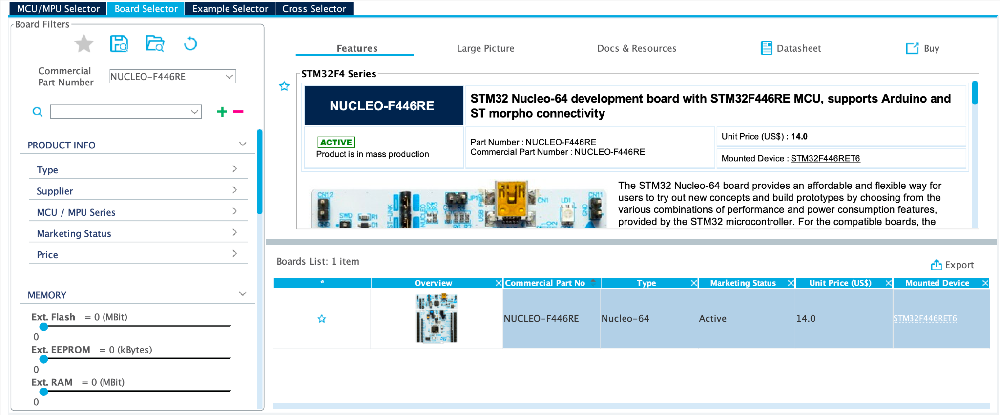 MCU/MPU Selector
Board Selector
Example Selector
Cross Selector
Board Filters
Commercial
Part Number
NUCLEO-F446RE
PRODUCT INFO
Type
Supplier
MCU / MPU Series
Marketing Status
Price
MEMORY
Ext. Flash = 0 (MBit)
0
Ext. EEPROM = 0 (kBytes)
0
Ext. RAM = 0 (MBit)
0
Features
Large Picture
Docs & Resources
Datasheet
Buy
STM32F4 Series
NUCLEO-F446RE
STM32 Nucleo-64 development board with STM32F446RE MCU, supports Arduino and
ST morpho connectivity
ACTIVE
Product is in mass production
Part Number : NUCLEO-F446RE
Commercial Part Number : NUCLEO-F446RE
Unit Price (US$) : 14.0
Mounted Device : STM32F446RET6
CN12
GND
SWD
R1
D1
ST-LINK
NUCLEO
R2
R3
JP1
R4
USB PWR
CN1
LD1
GND
CN11
The STM32 Nucleo-64 board provides an affordable and flexible way for
users to try out new concepts and build prototypes by choosing from the
various combinations of performance and power consumption features,
provided by the STM32 microcontroller. For the compatible boards, the
Boards List: 1 item
Export
*
Overview
Commercial Part No
Type
Marketing Status
Unit Price (US$)
Mounted Device
NUCLEO-F446RE
Nucleo-64
Active
14.0
STM32F446RET6